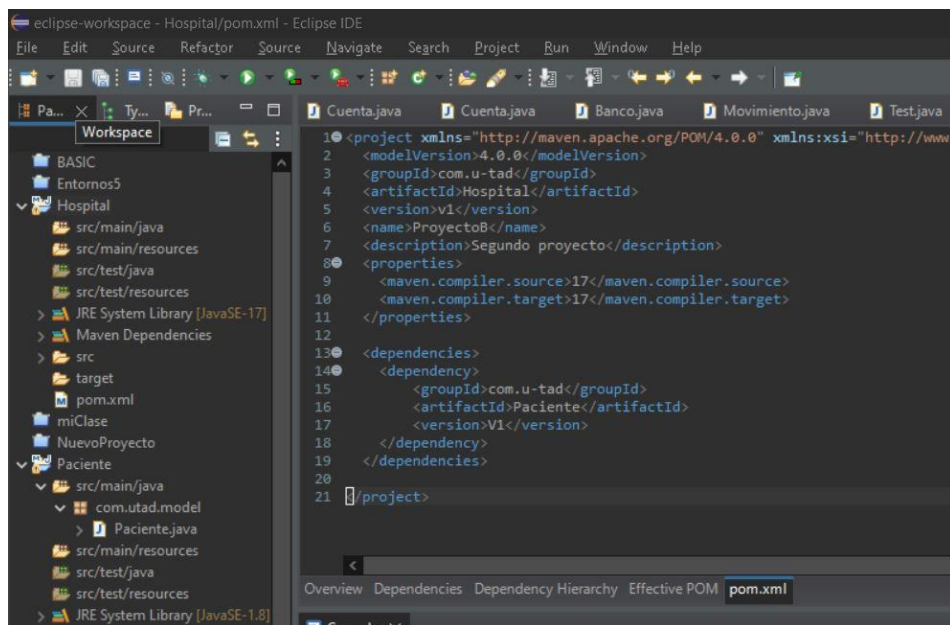 eclipse-workspace - Hospital/pom.xml - Eclipse IDE
File Edit Source Refactor Source Navigate Search Project Run Window Help
Pa... Ty... Pr...
Workspace
BASIC
Entornos5
Hospital
src/main/java
src/main/resources
src/test/java
src/test/resources
JRE System Library [JavaSE-17]
Maven Dependencies
src
target
pom.xml
miClase
NuevoProyecto
Paciente
src/main/java
com.utad.model
Paciente.java
src/main/resources
src/test/java
src/test/resources
JRE System Library [JavaSE-1.8]
Cuenta.java Cuenta.java Banco.java Movimiento.java Test.java
1 <project xmlns="http://maven.apache.org/POM/4.0.0" xmlns:xsi="http://www
2 <modelVersion>4.0.0</modelVersion>
3 <groupId>com.u-tad</groupId>
4 <artifactId>Hospital</artifactId>
5 <version>v1</version>
6 <name>ProyectoB</name>
7 <description>Segundo proyecto</description>
8 <properties>
9 <maven.compiler.source>17</maven.compiler.source>
10 <maven.compiler.target>17</maven.compiler.target>
11 </properties>
12
13 <dependencies>
14 <dependency>
15 <groupId>com.u-tad</groupId>
16 <artifactId>Paciente</artifactId>
17 <version>V1</version>
18 </dependency>
19 </dependencies>
20
21 </project>
Overview Dependencies Dependency Hierarchy Effective POM pom.xml